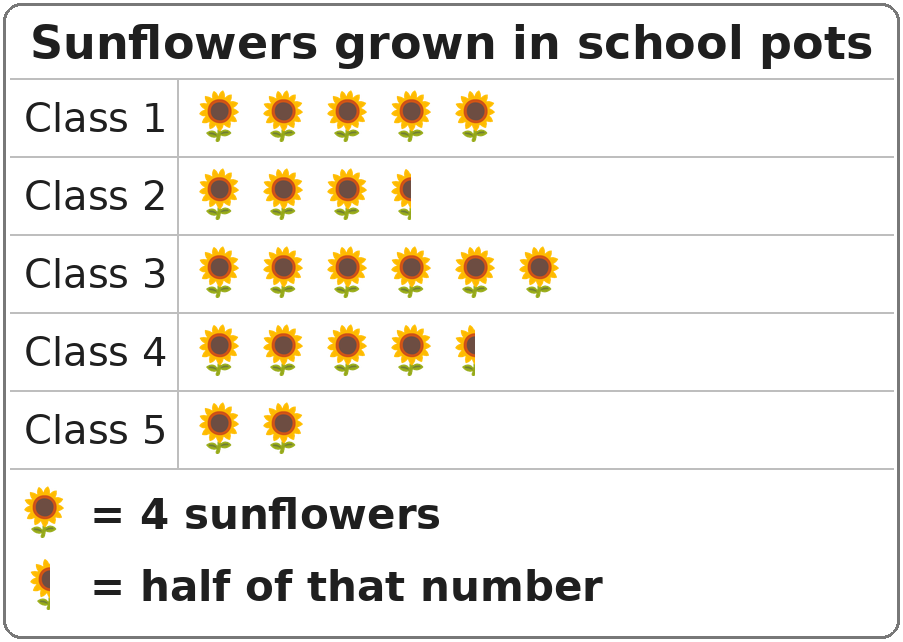 Sunflowers grown in school pots
Class 1
Class 2
Class 3
Class 4
Class 5
= 4 sunflowers
= half of that number